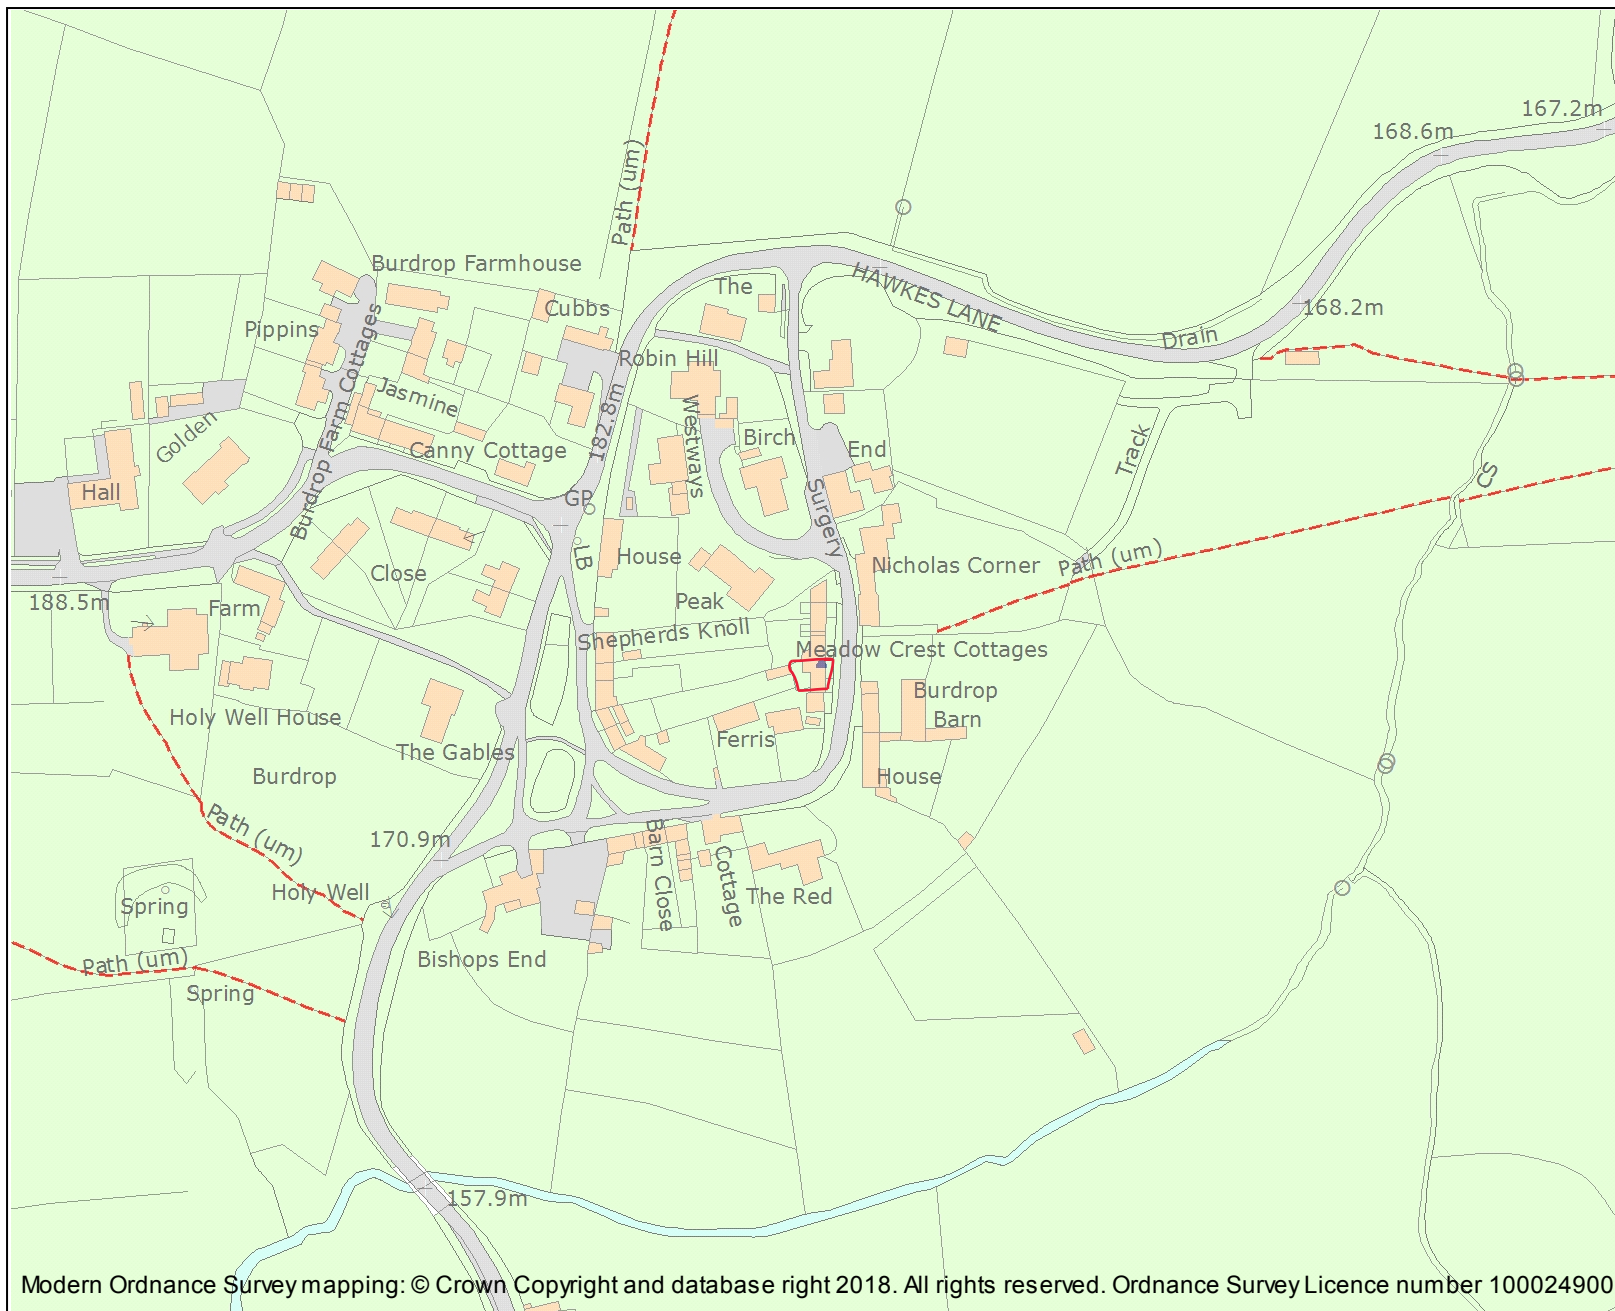 167.2m
168.6m
Path (um)
HAWKES LANE
Burdrop Farmhouse
The
Cubbs
168.2m
Pippins
Burdrop Farm Cottages
Drain
Robin Hill
Jasmine
182.8m
Westways
Golden
Canny Cottage
Birch
End
Track
Hall
GP
Surgery
CS
LB
House
Close
Nicholas Corner
Path (um)
188.5m
Farm
Peak
Shepherds Knoll
Meadow Crest Cottages
Burdrop
Barn
Holy Well House
The Gables
Ferris
Burdrop
House
Path (um)
170.9m
Barn Close
Cottage
Holy Well
The Red
Spring
Bishops End
Path (um)
Spring
157.9m
Modern Ordnance Survey mapping: © Crown Copyright and database right 2018. All rights reserved. Ordnance Survey Licence number 100024900